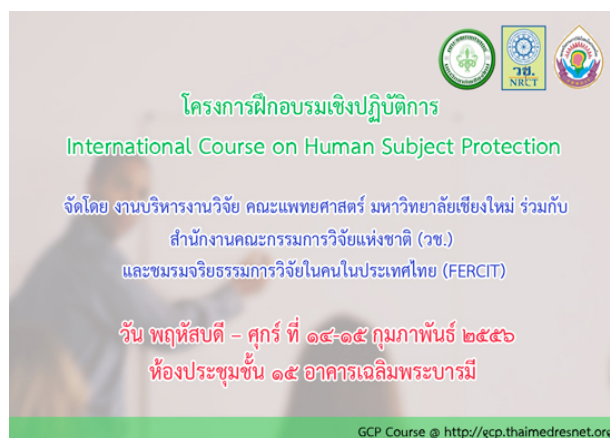 วช.
NRCT
โครงการฝึกอบรมเชิงปฏิบัติการ
International Course on Human Subject Protection
จัดโดย งานบริหารงานวิจัย คณะแพทยศาสตร์ มหาวิทยาลัยเชียงใหม่ ร่วมกับ
สำนักงานคณะกรรมการวิจัยแห่งชาติ (วช.)
และชมรมจริยธรรมการวิจัยในคนในประเทศไทย (FERCIT)
วัน พฤหัสบดี – ศุกร์ ที่ ๑๔-๑๕ กุมภาพันธ์ ๒๕๕๖
ห้องประชุมชั้น ๑๕ อาคารเฉลิมพระบารมี
GCP Course @ http://gcp.thaimedresnet.org